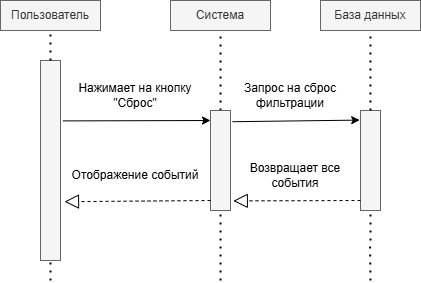 Пользователь
Система
База данных
Нажимает на кнопку
"Сброс"
Запрос на сброс
фильтрации
Отображение событий
Возвращает все
события